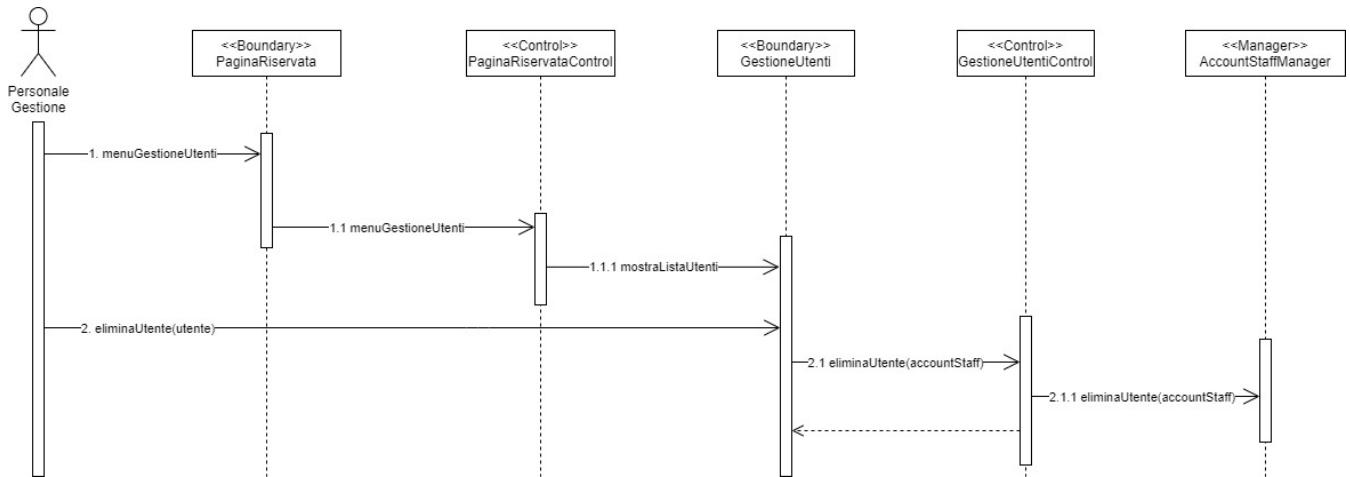 Personale
Gestione
<<Boundary>>
PaginaRiservata
<<Control>>
PaginaRiservataControl
<<Boundary>>
GestioneUtenti
<<Control>>
GestioneUtentiControl
<<Manager>>
AccountStaffManager
1. menuGestioneUtenti
1.1 menuGestioneUtenti
1.1.1 mostraListaUtenti
2. eliminaUtente(utente)
2.1 eliminaUtente(accountStaff)
2.1.1 eliminaUtente(accountStaff)